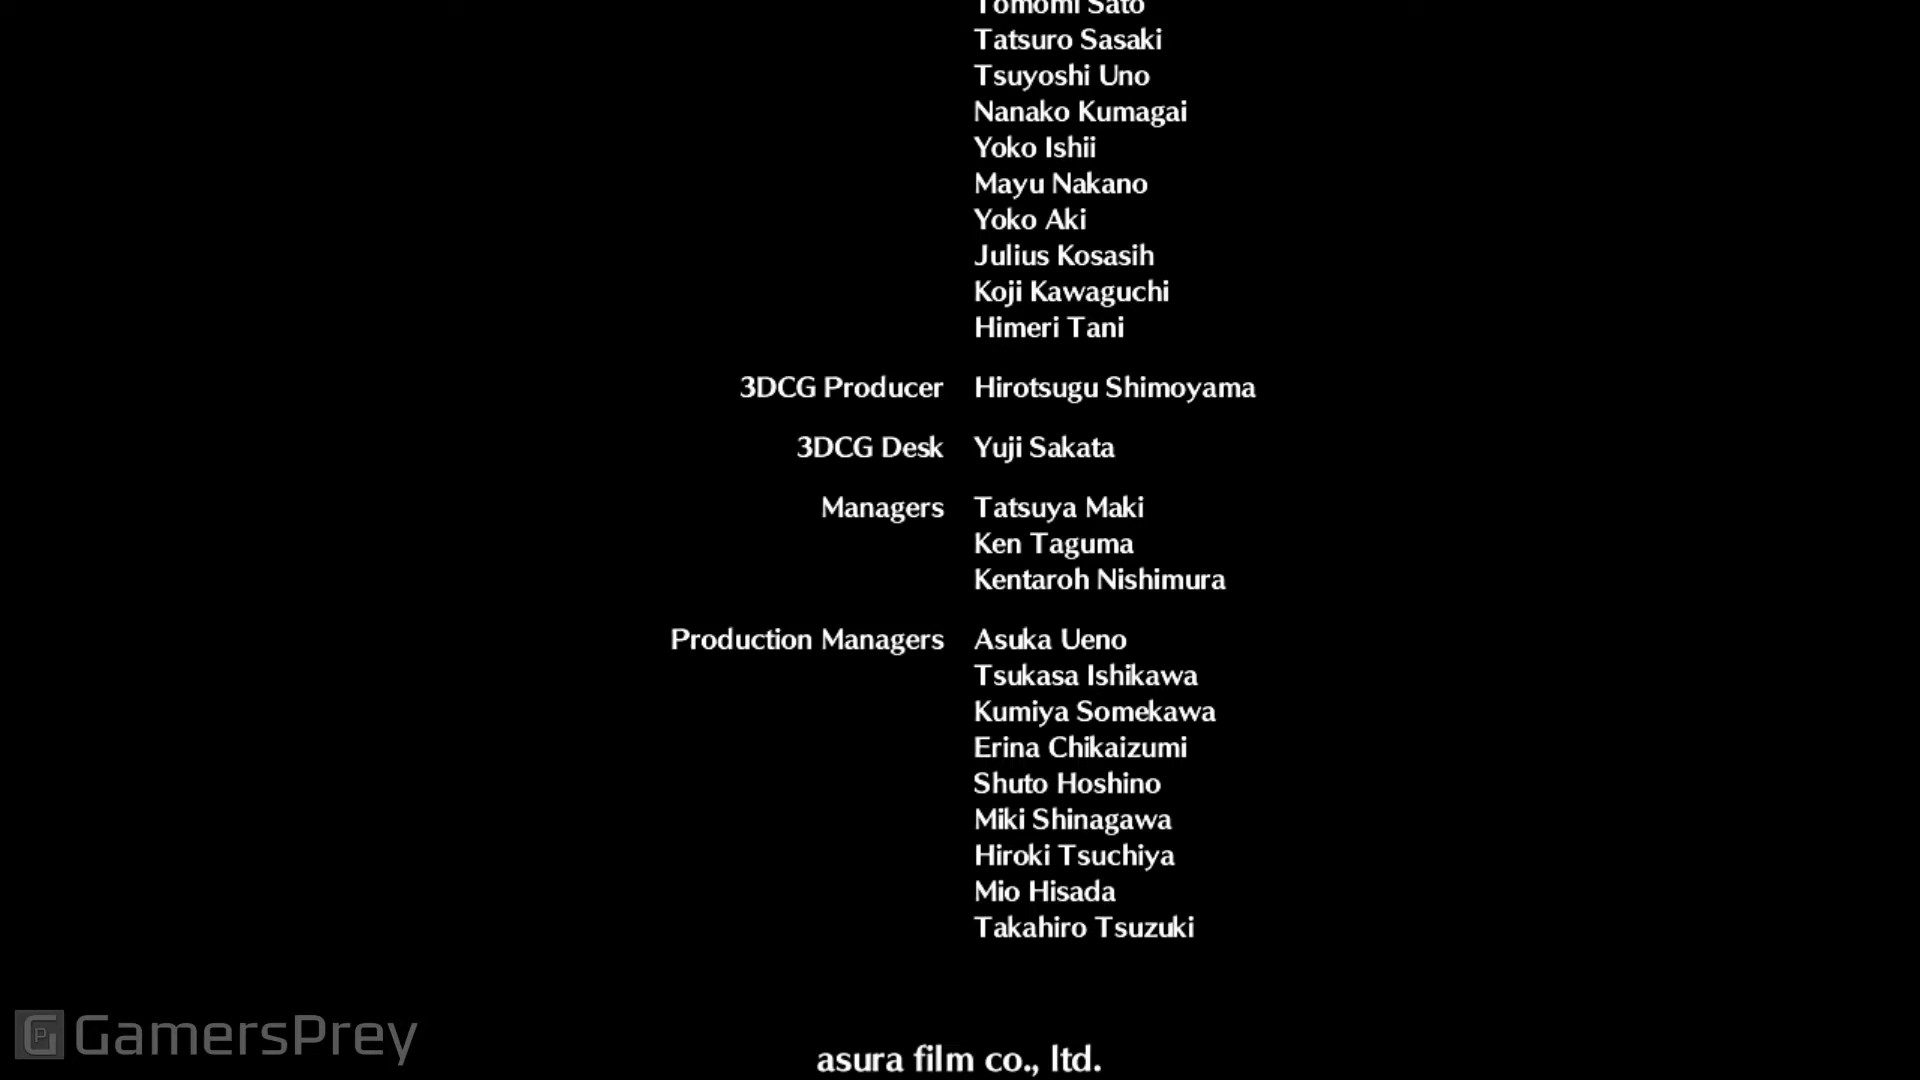 Tomomi Sato
Tatsuro Sasaki
Tsuyoshi Uno
Nanako Kumagai
Yoko Ishii
Mayu Nakano
Yoko Aki
Julius Kosasih
Koji Kawaguchi
Himeri Tani
3DCG Producer Hirotsugu Shimoyama
3DCG Desk Yuji Sakata
Managers Tatsuya Maki
Ken Taguma
Kentaroh Nishimura
Production Managers Asuka Ueno
Tsukasa Ishikawa
Kumiya Somekawa
Erina Chikaizumi
Shuto Hoshino
Miki Shinagawa
Hiroki Tsuchiya
Mio Hisada
Takahiro Tsuzuki
GamersPrey
asura film co., ltd.